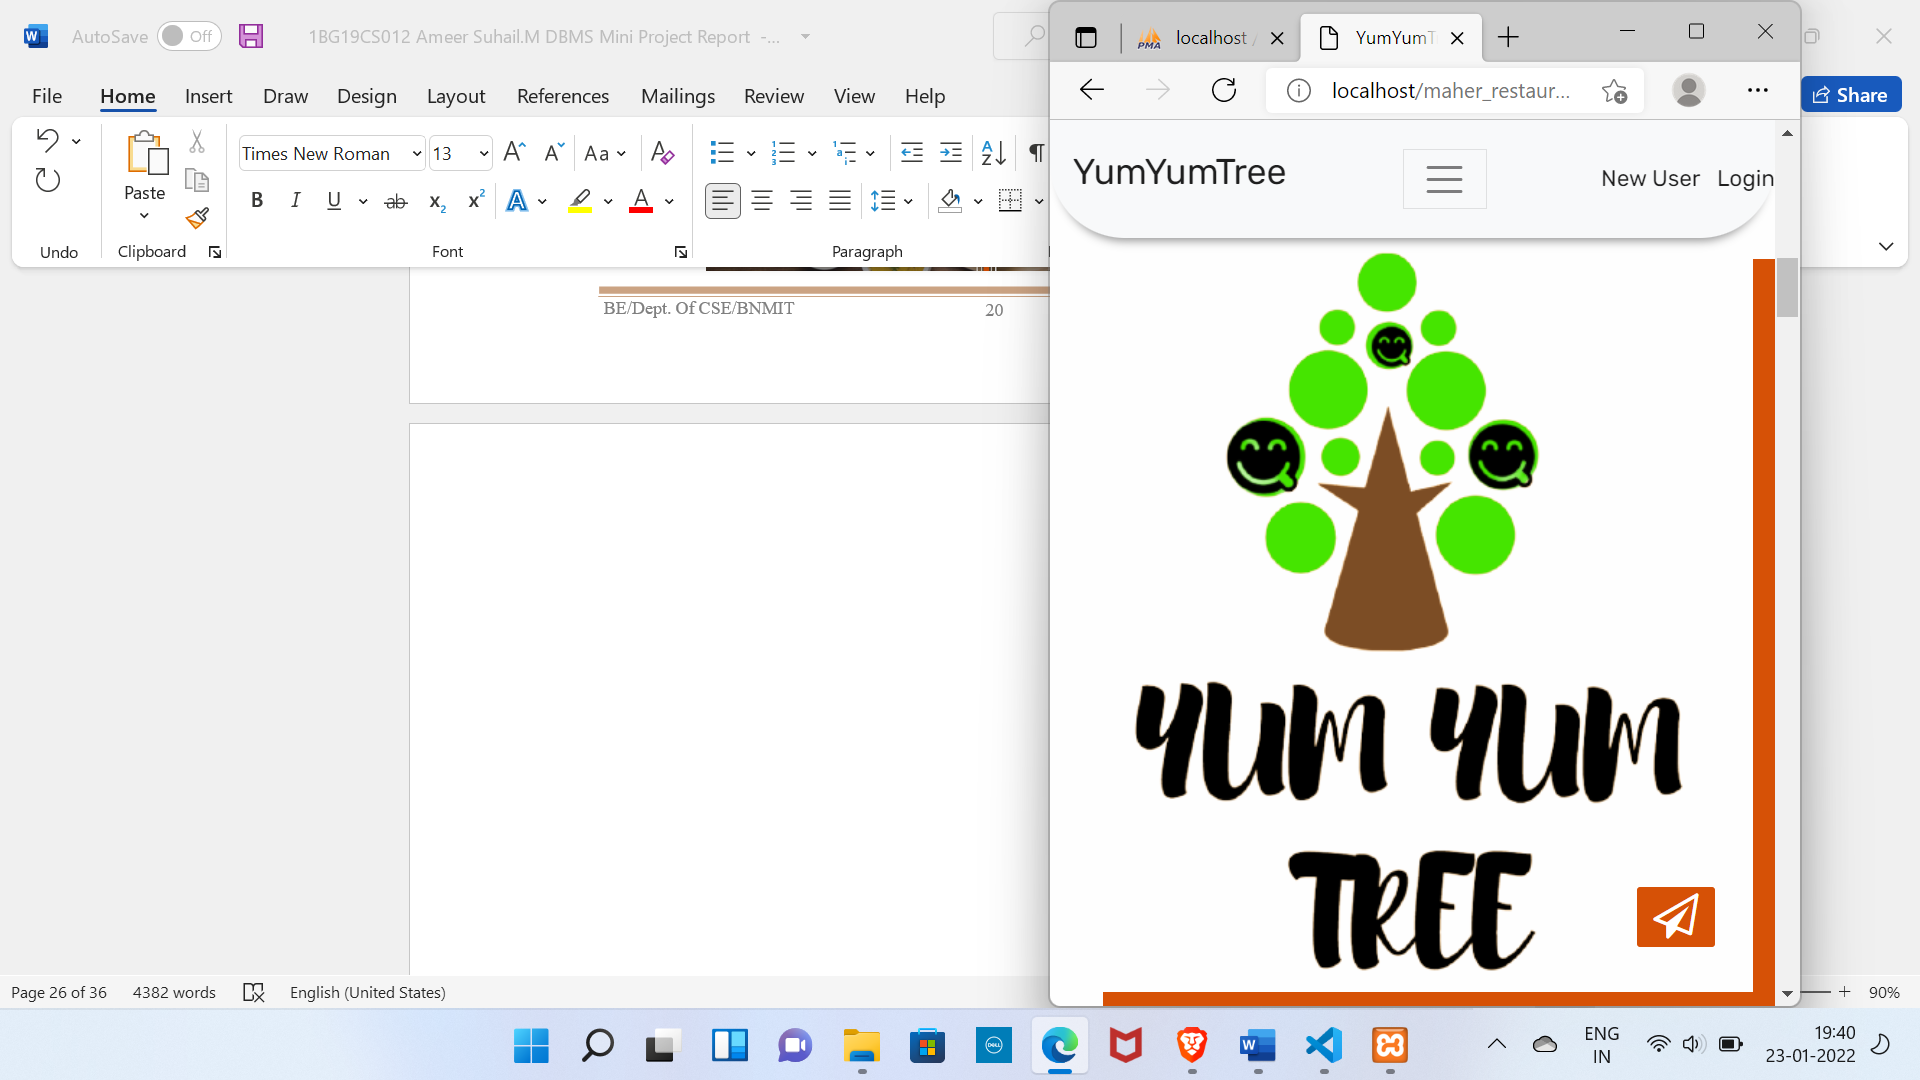 AutoSave Off 1BG19CS012 Ameer Suhail.M DBMS Mini Project Report -...
File Home Insert Draw Design Layout References Mailings Review View Help
Share
Paste
Times New Roman 13
Undo Clipboard Font Paragraph
BE/Dept. Of CSE/BNMIT 20
PMA localhost / YumYumT
localhost/maher_restaur...
YumYumTree
New User Login
YUM YUM
TREE
Page 26 of 36 4382 words English (United States) 90%
DELL
ENG
IN
19:40
23-01-2022